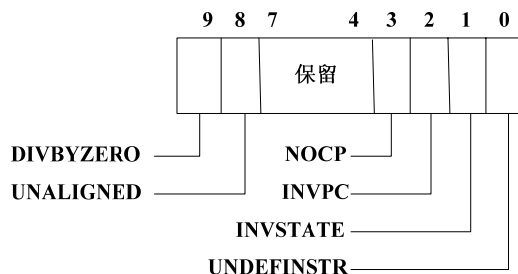 9 8 7 4 3 2 1 0
保留
DIVBYZERO NOCP
UNALIGNED INVPC
INVSTATE
UNDEFINSTR